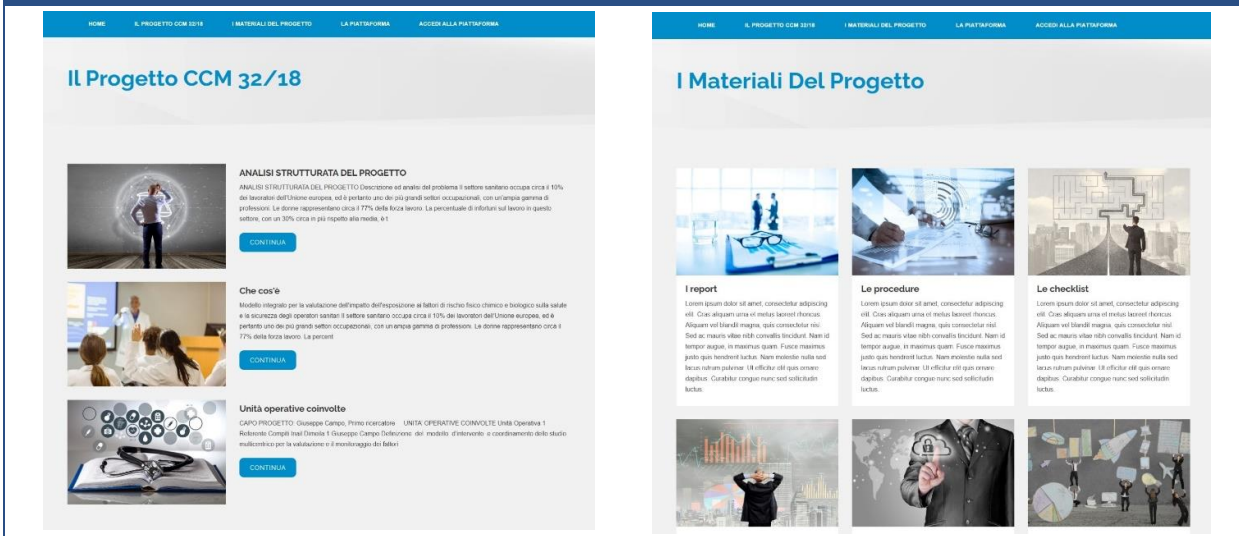 HOME IL PROGETTO CCM 32/18 I MATERIALI DEL PROGETTO LA PIATTAFORMA ACCEDI ALLA PIATTAFORMA
Il Progetto CCM 32/18
ANALISI STRUTTURATA DEL PROGETTO
ANALISI STRUTTURATA DEL PROGETTO Descrizione ed analisi del problema Il settore sanitario occupa circa il 10%
dei lavoratori dell'Unione europea, ed è pertanto uno dei più grandi settori occupazionali, con un'ampia gamma di
professioni. Le donne rappresentano circa il 77% della forza lavoro. La percentuale di infortuni sul lavoro in questo
settore, con un 30% circa in più rispetto alla media, è t
CONTINUA
Che cos'è
Modello integrato per la valutazione dell'impatto dell'esposizione ai fattori di rischio fisico chimico e biologico sulla salute
e la sicurezza degli operatori sanitari Il settore sanitario occupa circa il 10% dei lavoratori dell'Unione europea, ed è
pertanto uno dei più grandi settori occupazionali, con un'ampia gamma di professioni. Le donne rappresentano circa il
77% della forza lavoro. La percent
CONTINUA
Unità operative coinvolte
CAPO PROGETTO: Giuseppe Campo, Primo ricercatore UNITA' OPERATIVE COINVOLTE Unità Operativa 1
Referente Compiti Inail Dimeila 1 Giuseppe Campo Definizione del modello d'intervento e coordinamento dello studio
multicentrico per la valutazione e il monitoraggio dei fattori
CONTINUA
HOME IL PROGETTO CCM 32/18 I MATERIALI DEL PROGETTO LA PIATTAFORMA ACCEDI ALLA PIATTAFORMA
I Materiali Del Progetto
I report
Lorem ipsum dolor sit amet, consectetur adipiscing
elit. Cras aliquam urna et metus laoreet rhoncus.
Aliquam vel blandit magna, quis consectetur nisl.
Sed ac mauris vitae nibh convallis tincidunt. Nam id
tempor augue, in maximus quam. Fusce maximus
justo quis hendrerit luctus. Nam molestie nulla sed
lacus rutrum pulvinar. Ut efficitur elit quis ornare
dapibus. Curabitur congue nunc sed sollicitudin
luctus.
Le procedure
Lorem ipsum dolor sit amet, consectetur adipiscing
elit. Cras aliquam urna et metus laoreet rhoncus.
Aliquam vel blandit magna, quis consectetur nisl.
Sed ac mauris vitae nibh convallis tincidunt. Nam id
tempor augue, in maximus quam. Fusce maximus
justo quis hendrerit luctus. Nam molestie nulla sed
lacus rutrum pulvinar. Ut efficitur elit quis ornare
dapibus. Curabitur congue nunc sed sollicitudin
luctus.
Le checklist
Lorem ipsum dolor sit amet, consectetur adipiscing
elit. Cras aliquam urna et metus laoreet rhoncus.
Aliquam vel blandit magna, quis consectetur nisl.
Sed ac mauris vitae nibh convallis tincidunt. Nam id
tempor augue, in maximus quam. Fusce maximus
justo quis hendrerit luctus. Nam molestie nulla sed
lacus rutrum pulvinar. Ut efficitur elit quis ornare
dapibus. Curabitur congue nunc sed sollicitudin
luctus.